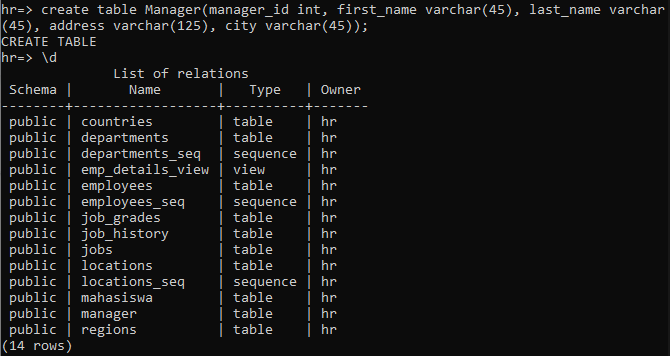 hr=> create table Manager(manager_id int, first_name varchar(45), last_name varchar
(45), address varchar(125), city varchar(45));
CREATE TABLE
hr=> \d
              List of relations
 Schema |       Name       |   Type   | Owner
--------+------------------+----------+-------
 public | countries        | table    | hr
 public | departments      | table    | hr
 public | departments_seq  | sequence | hr
 public | emp_details_view | view     | hr
 public | employees        | table    | hr
 public | employees_seq    | sequence | hr
 public | job_grades       | table    | hr
 public | job_history      | table    | hr
 public | jobs             | table    | hr
 public | locations        | table    | hr
 public | locations_seq    | sequence | hr
 public | mahasiswa        | table    | hr
 public | manager          | table    | hr
 public | regions          | table    | hr
(14 rows)